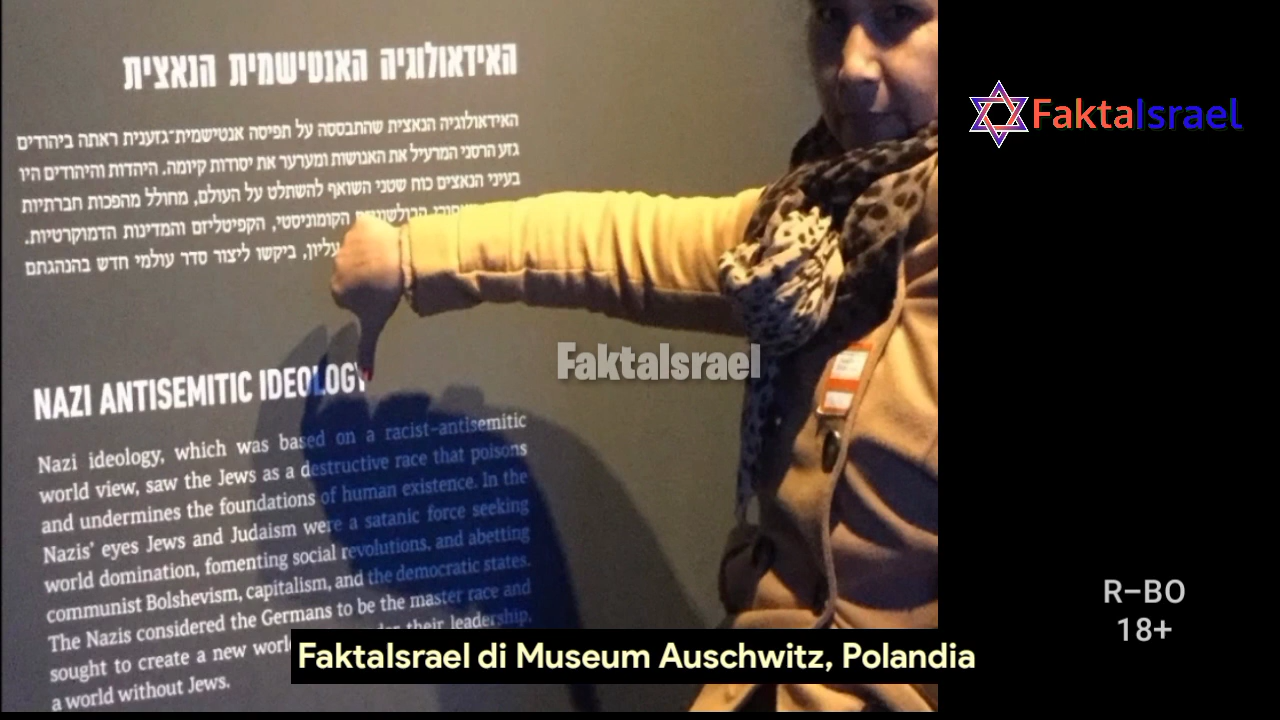 האידאולוגיה האנטישמית הנאצית
האידאולוגיה הנאצית שהתבססה על תפיסה אנטישמית־גזענית ראתה ביהודים
גזע הרסני המרעיל את האנושות ומערער את יסודות קיומה. היהדות והיהודים היו
בעיני הנאצים כוח שטני השואף להשתלט על העולם, מחולל מהפכות חברתיות
הקומוניסטי, הקפיטליזם והמדינות הדמוקרטיות.
עליון, ביקשו ליצור סדר עולמי חדש בהנהגתם
NAZI ANTISEMITIC IDEOLOGY
Nazi ideology, which was based on a racist-antisemitic
world view, saw the Jews as a destructive race that poisons
and undermines the foundations of human existence. In the
Nazis' eyes Jews and Judaism were a satanic force seeking
world domination, fomenting social revolutions, and abetting
communist Bolshevism, capitalism, and the democratic states.
The Nazis considered the Germans to be the master race and
sought to create a new world their leadership,
a world without Jews.
FaktaIsrael
FaktaIsrael
R-BO
18+
FaktaIsrael di Museum Auschwitz, Polandia